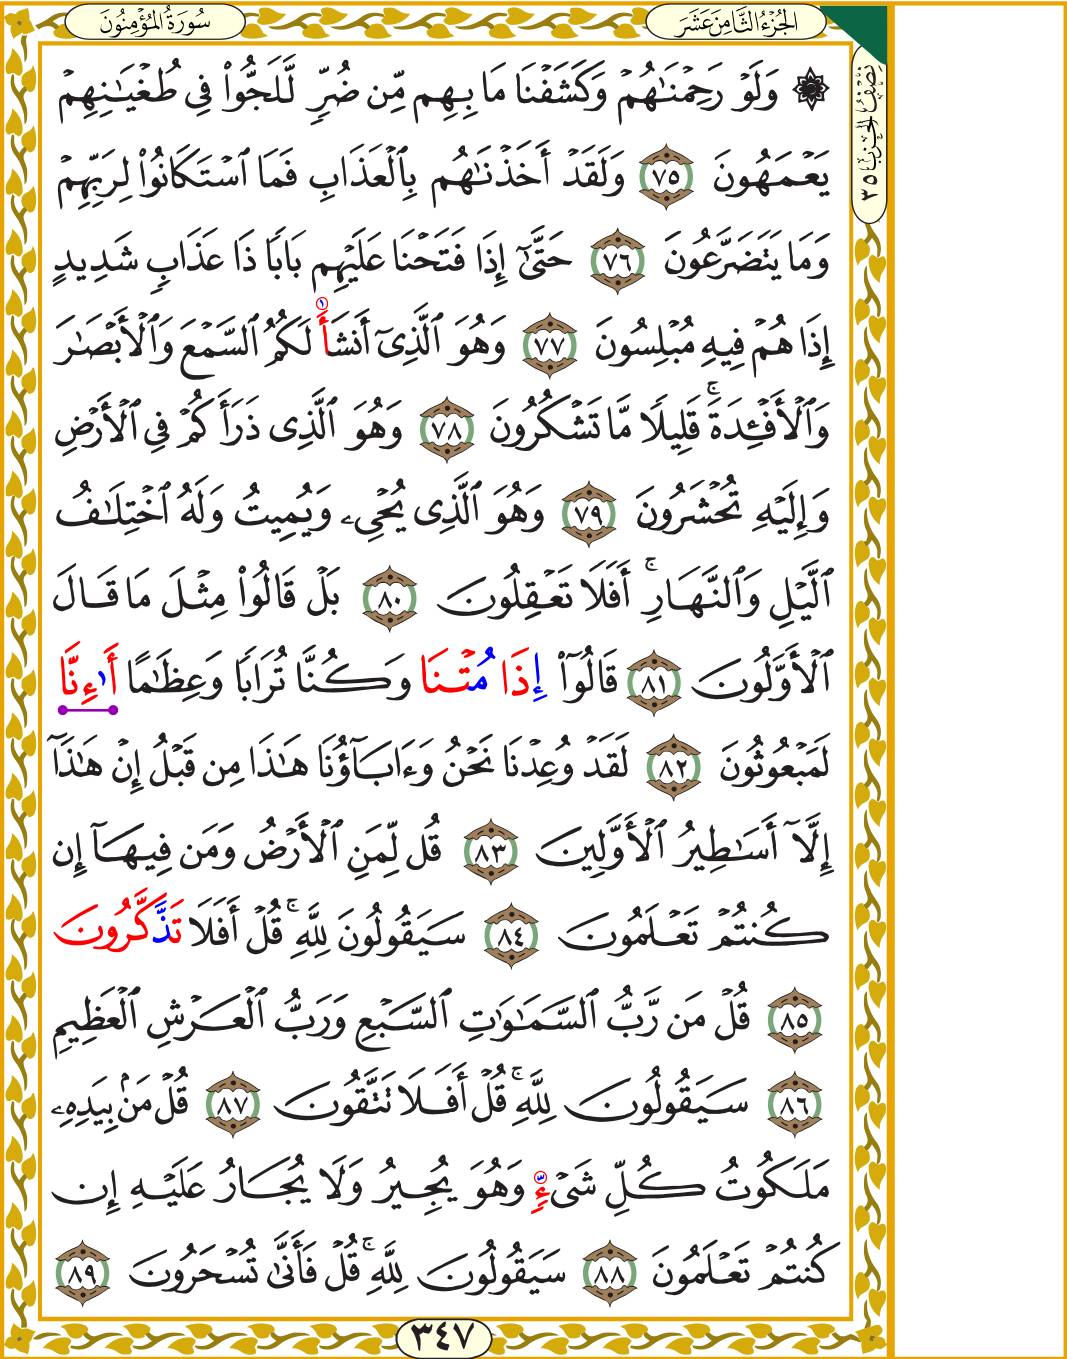 الجُزْءُ الثَّامِنَ عَشَرَ
سُورَةُ المُؤْمِنُونَ
نِصْفُ الحِزْبِ ٣٥
۞ وَلَوْ رَحِمْنَـٰهُمْ وَكَشَفْنَا مَا بِهِم مِّن ضُرٍّ لَّلَجُّوا۟ فِى طُغْيَـٰنِهِمْ
يَعْمَهُونَ ٧٥ وَلَقَدْ أَخَذْنَـٰهُم بِٱلْعَذَابِ فَمَا ٱسْتَكَانُوا۟ لِرَبِّهِمْ
وَمَا يَتَضَرَّعُونَ ٧٦ حَتَّىٰٓ إِذَا فَتَحْنَا عَلَيْهِم بَابًا ذَا عَذَابٍ شَدِيدٍ
إِذَا هُمْ فِيهِ مُبْلِسُونَ ٧٧ وَهُوَ ٱلَّذِىٓ أَنشَأَ ١ لَكُمُ ٱلسَّمْعَ وَٱلْأَبْصَـٰرَ
وَٱلْأَفْـِٔدَةَ ۚ قَلِيلًا مَّا تَشْكُرُونَ ٧٨ وَهُوَ ٱلَّذِى ذَرَأَكُمْ فِى ٱلْأَرْضِ
وَإِلَيْهِ تُحْشَرُونَ ٧٩ وَهُوَ ٱلَّذِى يُحْىِۦ وَيُمِيتُ وَلَهُ ٱخْتِلَـٰفُ
ٱلَّيْلِ وَٱلنَّهَارِ ۚ أَفَلَا تَعْقِلُونَ ٨٠ بَلْ قَالُوا۟ مِثْلَ مَا قَالَ
ٱلْأَوَّلُونَ ٨١ قَالُوٓا۟ إِذَا مُتْنَا وَكُنَّا تُرَابًا وَعِظَـٰمًا أَٰءِنَّا
لَمَبْعُوثُونَ ٨٢ لَقَدْ وُعِدْنَا نَحْنُ وَءَابَآؤُنَا هَـٰذَا مِن قَبْلُ إِنْ هَـٰذَآ
إِلَّآ أَسَـٰطِيرُ ٱلْأَوَّلِينَ ٨٣ قُل لِّمَنِ ٱلْأَرْضُ وَمَن فِيهَآ إِن
كُنتُمْ تَعْلَمُونَ ٨٤ سَيَقُولُونَ لِلَّهِ ۚ قُلْ أَفَلَا تَذَّكَّرُونَ
٨٥ قُلْ مَن رَّبُّ ٱلسَّمَـٰوَٰتِ ٱلسَّبْعِ وَرَبُّ ٱلْعَرْشِ ٱلْعَظِيمِ
٨٦ سَيَقُولُونَ لِلَّهِ ۚ قُلْ أَفَلَا تَتَّقُونَ ٨٧ قُلْ مَنۢ بِيَدِهِۦ
مَلَكُوتُ كُلِّ شَىْءٍ وَهُوَ يُجِيرُ وَلَا يُجَارُ عَلَيْهِ إِن
كُنتُمْ تَعْلَمُونَ ٨٨ سَيَقُولُونَ لِلَّهِ ۚ قُلْ فَأَنَّىٰ تُسْحَرُونَ ٨٩
٣٤٧